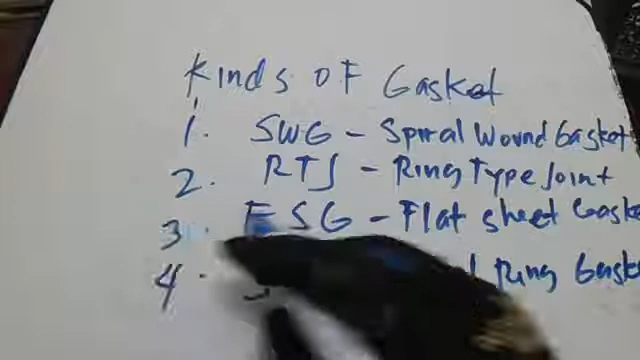 Kinds of Gasket
1. SWG - Spiral Wound Gasket
2. RTJ - Ring Type Joint
3. FSG - Flat sheet Gaske
4. Ring Gask